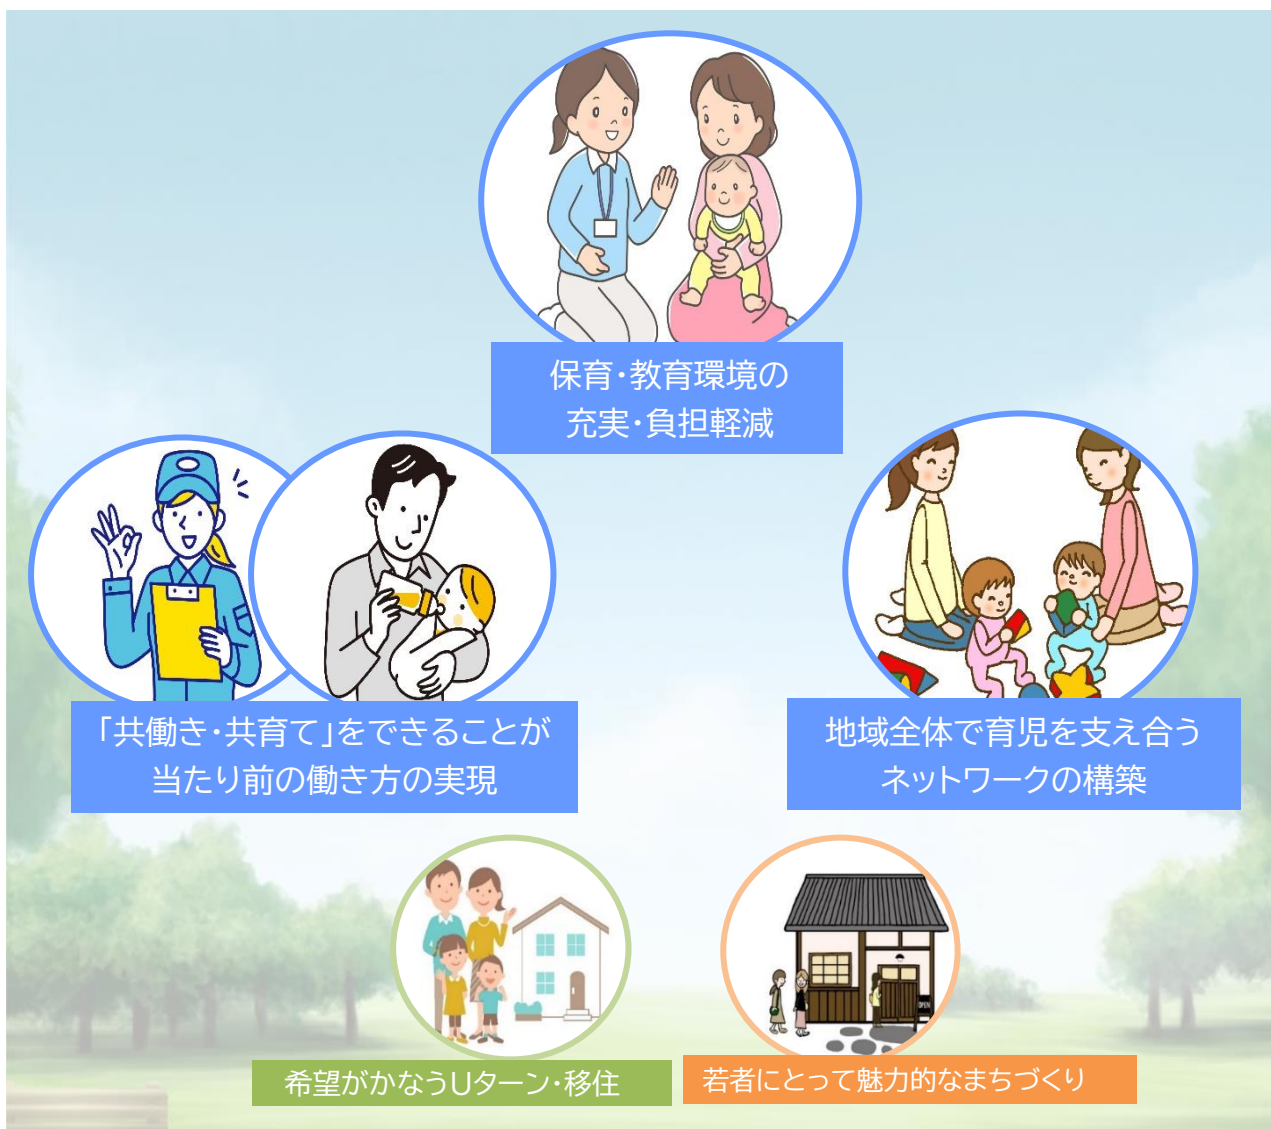 保育・教育環境の
充実・負担軽減
「共働き・共育て」をできることが
当たり前の働き方の実現
地域全体で育児を支え合う
ネットワークの構築
希望がかなうUターン・移住
若者にとって魅力的なまちづくり
OPEN